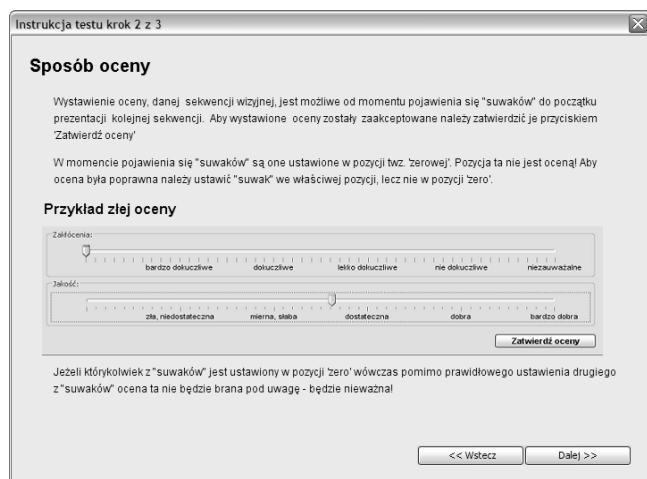 Instrukcja testu krok 2 z 3
Sposób oceny
Wystawienie oceny, danej sekwencji wizyjnej, jest możliwe od momentu pojawienia się "suwaków" do początku
prezentacji kolejnej sekwencji. Aby wystawione oceny zostały zaakceptowane należy zatwierdzić je przyciskiem
'Zatwierdź oceny'
W momencie pojawienia się "suwaków" są one ustawione w pozycji twz. 'zerowej'. Pozycja ta nie jest oceną! Aby
ocena była poprawna należy ustawić "suwak" we właściwej pozycji, lecz nie w pozycji 'zero'.
Przykład złej oceny
Zakłócenia:
bardzo dokuczliwe dokuczliwe lekko dokuczliwe nie dokuczliwe niezauważalne
Jakość:
zła, niedostateczna mierna, słaba dostateczna dobra bardzo dobra
Zatwierdź oceny
Jeżeli którykolwiek z "suwaków" jest ustawiony w pozycji 'zero' wówczas pomimo prawidłowego ustawienia drugiego
z "suwaków" ocena ta nie będzie brana pod uwagę - będzie nieważna!
<< Wstecz Dalej >>